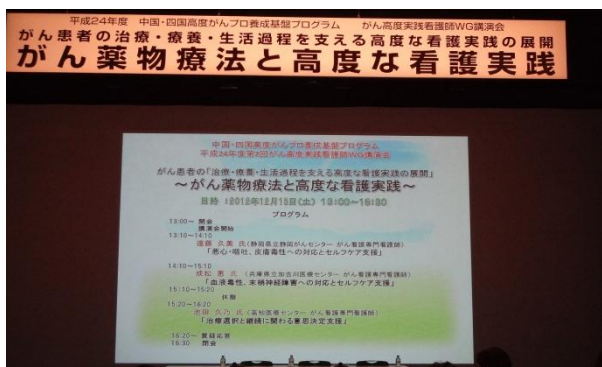 平成24年度 中国・四国高度がんプロ養成基盤プログラム がん高度実践看護師WG講演会
がん患者の治療・療養・生活過程を支える高度な看護実践の展開
がん薬物療法と高度な看護実践
中国・四国高度がんプロ養成基盤プログラム
平成24年度第2回がん高度実践看護師WG講演会
がん患者の「治療・療養・生活過程を支える高度な看護実践の展開」
～がん薬物療法と高度な看護実践～
日時:2012年12月15日(土) 13:00～16:30
プログラム
13:00～ 開会
講演会開始
13:10～14:10
遠藤 久美 氏(静岡県立静岡がんセンター がん看護専門看護師)
「悪心・嘔吐、皮膚毒性への対応とセルフケア支援」
14:10～15:10
成松 恵 氏(兵庫県立加古川医療センター がん看護専門看護師)
「血液毒性、末梢神経障害への対応とセルフケア支援」
15:10～15:20
休憩
15:20～16:20
久乃 氏(高松医療センター がん看護専門看護師)
「治療選択と継続に関わる意思決定支援」
16:20～ 質疑応答
16:30 閉会